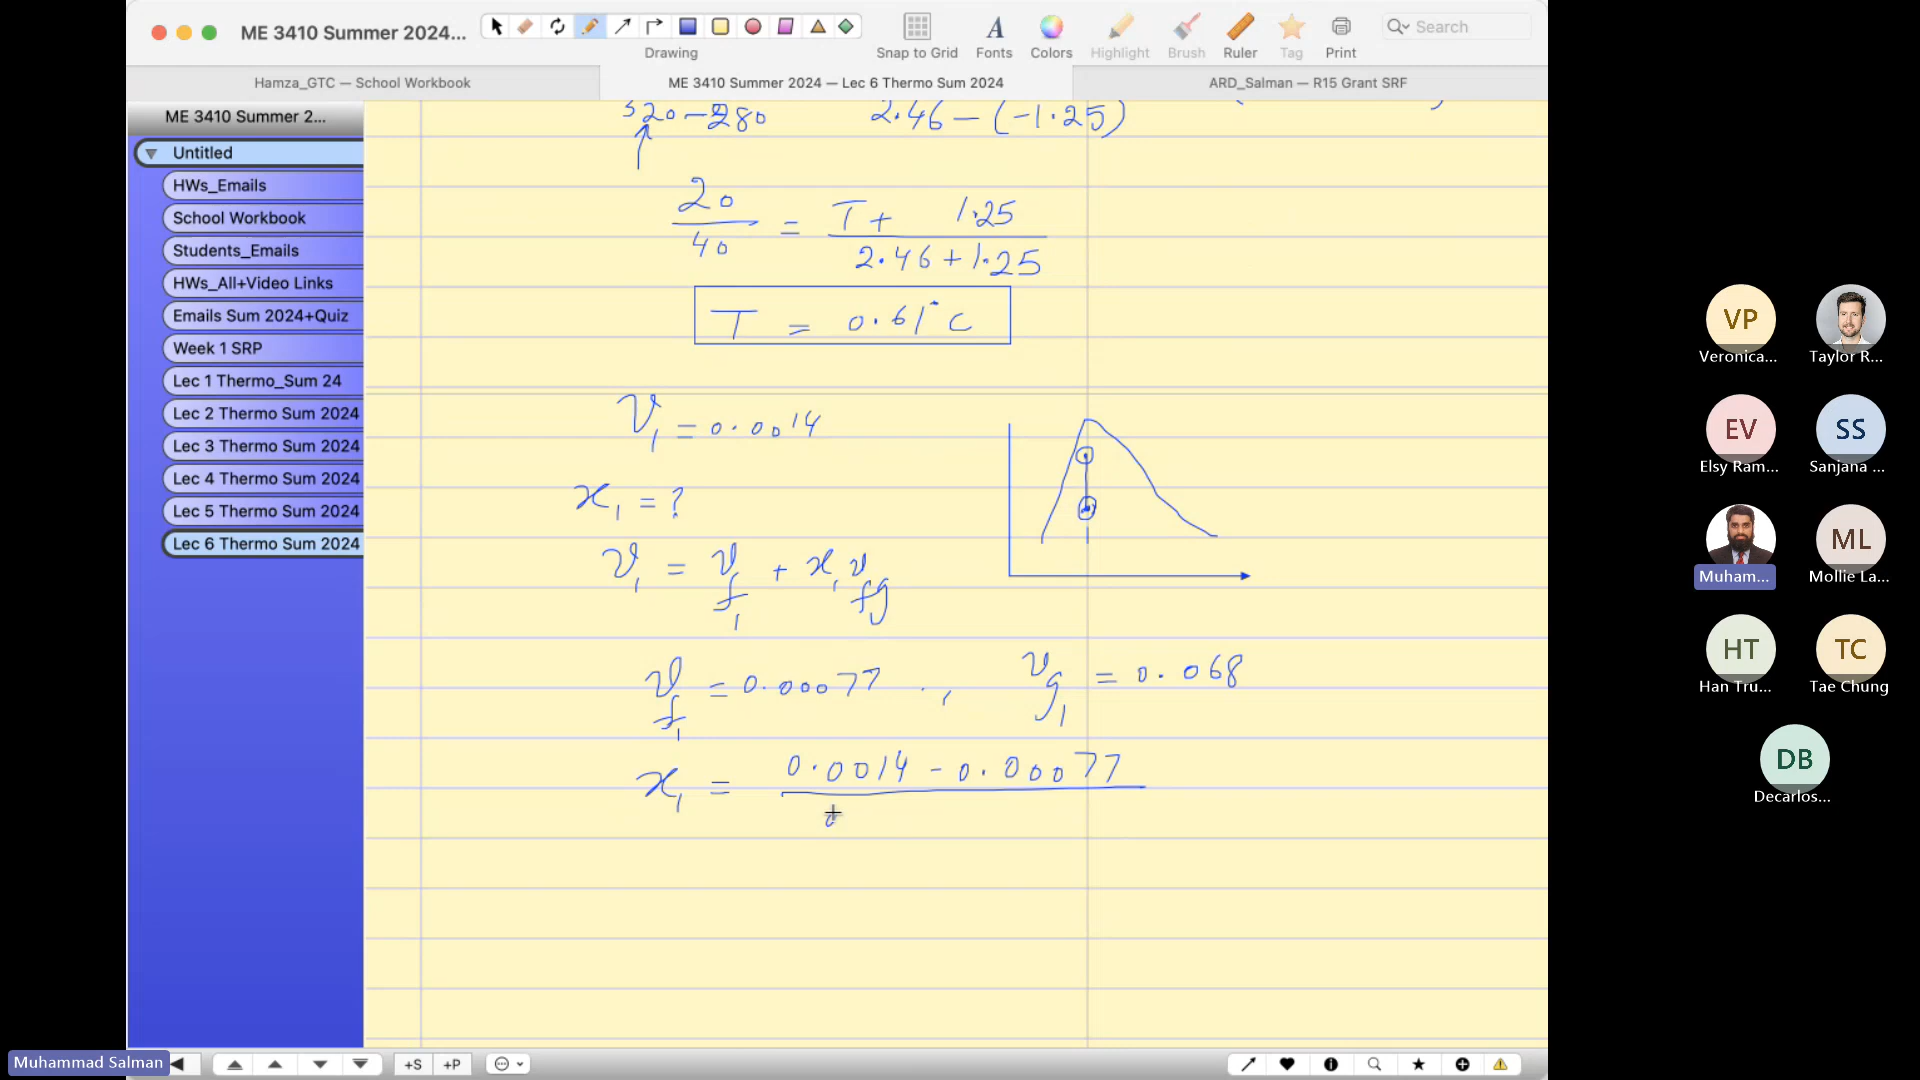 ME 3410 Summer 2024...
Drawing
Snap to Grid
Fonts
Colors
Highlight
Brush
Ruler
Tag
Print
Search
Hamza_GTC — School Workbook
ME 3410 Summer 2024 — Lec 6 Thermo Sum 2024
ARD_Salman — R15 Grant SRF
ME 3410 Summer 2...
Untitled
HWs_Emails
School Workbook
Students_Emails
HWs_All+Video Links
Emails Sum 2024+Quiz
Week 1 SRP
Lec 1 Thermo_Sum 24
Lec 2 Thermo Sum 2024
Lec 3 Thermo Sum 2024
Lec 4 Thermo Sum 2024
Lec 5 Thermo Sum 2024
Lec 6 Thermo Sum 2024
320 - 280 2.46 - (-1.25)
20 / 40 = T + 1.25 / 2.46 + 1.25
T = 0.61°C
v1 = 0.0014
x1 = ?
v1 = vf1 + x1 vfg1
vf1 = 0.00077 , vg1 = 0.068
x1 = 0.0014 - 0.00077
VP
Veronica...
Taylor R...
EV
Elsy Ram...
SS
Sanjana ...
Muham...
ML
Mollie La...
HT
Han Tru...
TC
Tae Chung
DB
Decarlos...
Muhammad Salman
+S
+P